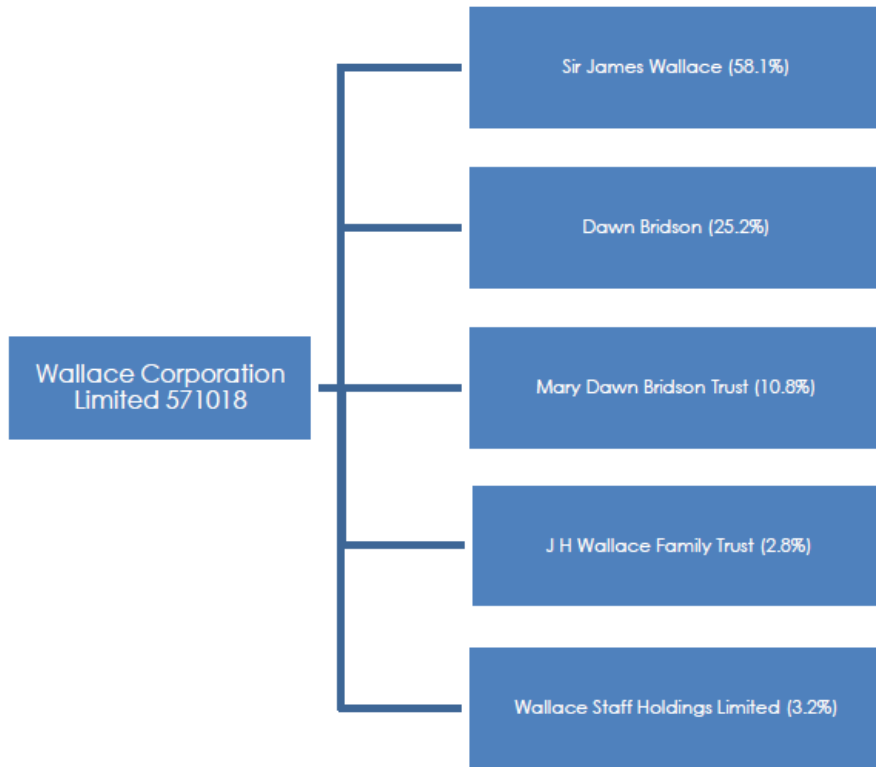 Sir James Wallace (58.1%)
Dawn Bridson (25.2%)
Wallace Corporation
Limited 571018
Mary Dawn Bridson Trust (10.8%)
J H Wallace Family Trust (2.8%)
Wallace Staff Holdings Limited (3.2%)